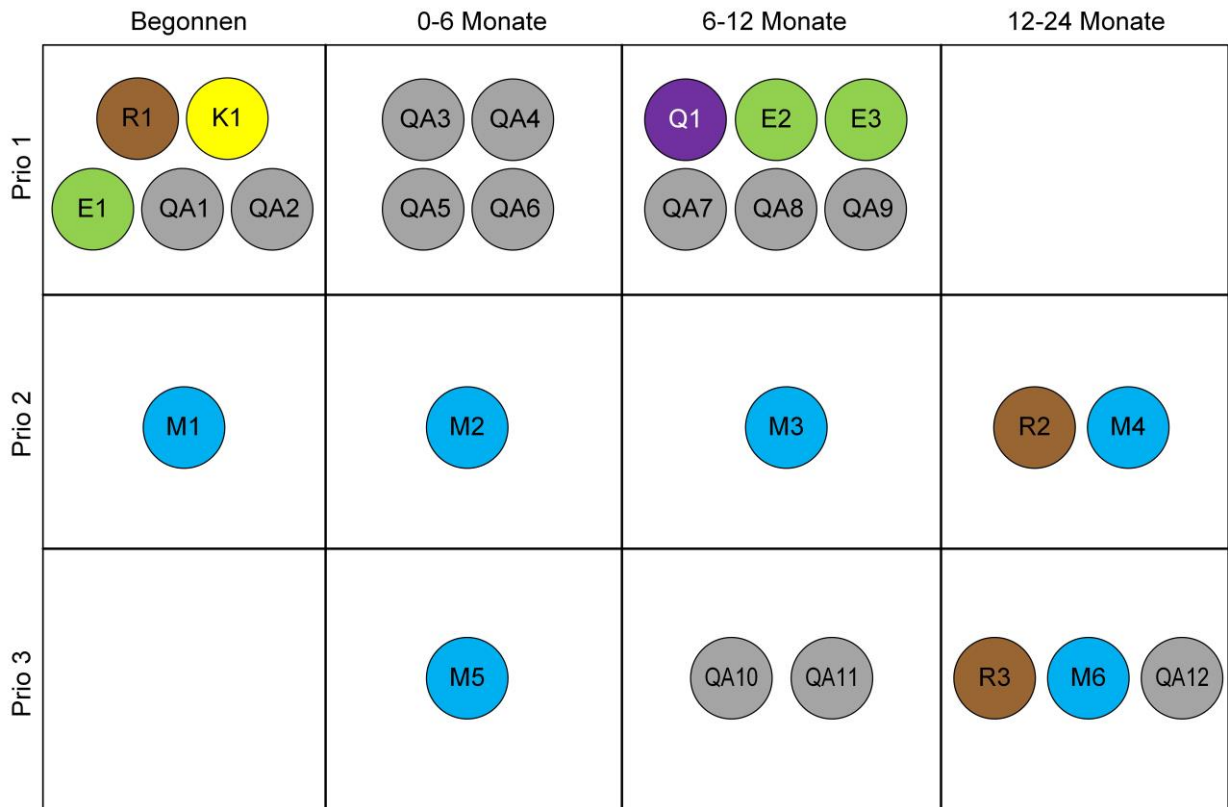 Begonnen 0-6 Monate 6-12 Monate 12-24 Monate
Prio 1
R1 K1 QA3 QA4 Q1 E2 E3
E1 QA1 QA2 QA5 QA6 QA7 QA8 QA9
Prio 2
M1 M2 M3 R2 M4
Prio 3
M5 QA10 QA11 R3 M6 QA12